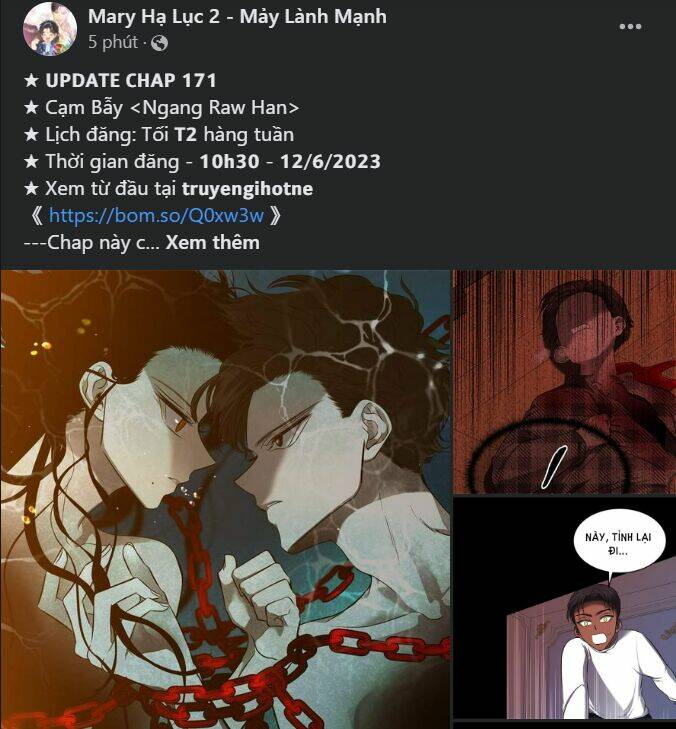 Mary Hạ Lục 2 - Mảy Lành Mạnh
5 phút ·
★ UPDATE CHAP 171
★ Cạm Bẫy <Ngang Raw Han>
★ Lịch đăng: Tối T2 hàng tuần
★ Thời gian đăng - 10h30 - 12/6/2023
★ Xem từ đầu tại truyengihotne
《 https://bom.so/Q0xw3w 》
---Chap này c... Xem thêm
NÀY, TỈNH LẠI
ĐI...